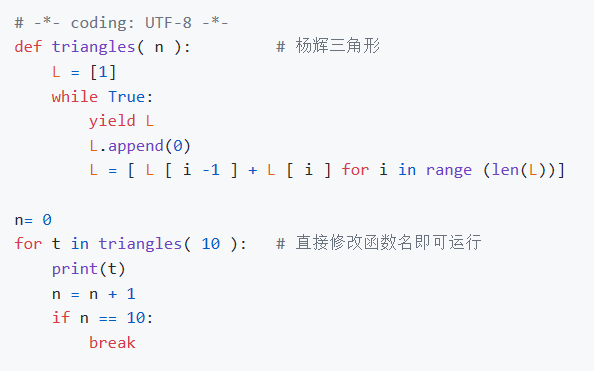 # -*- coding: UTF-8 -*-
def triangles( n ):         # 杨辉三角形
    L = [1]
    while True:
        yield L
        L.append(0)
        L = [ L [ i -1 ] + L [ i ] for i in range (len(L))]

n= 0
for t in triangles( 10 ):   # 直接修改函数名即可运行
    print(t)
    n = n + 1
    if n == 10:
        break